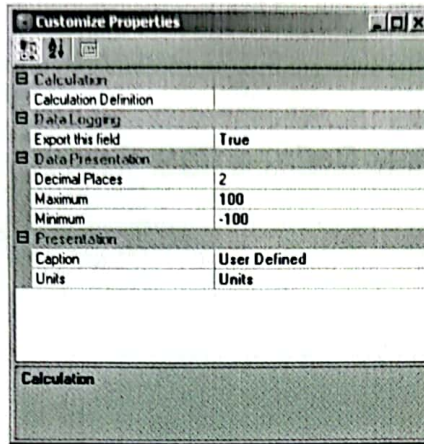 Customize Properties
Calculation
Calculation Definition
Data Logging
Export this field True
Data Presentation
Decimal Places 2
Maximum 100
Minimum -100
Presentation
Caption User Defined
Units Units
Calculation